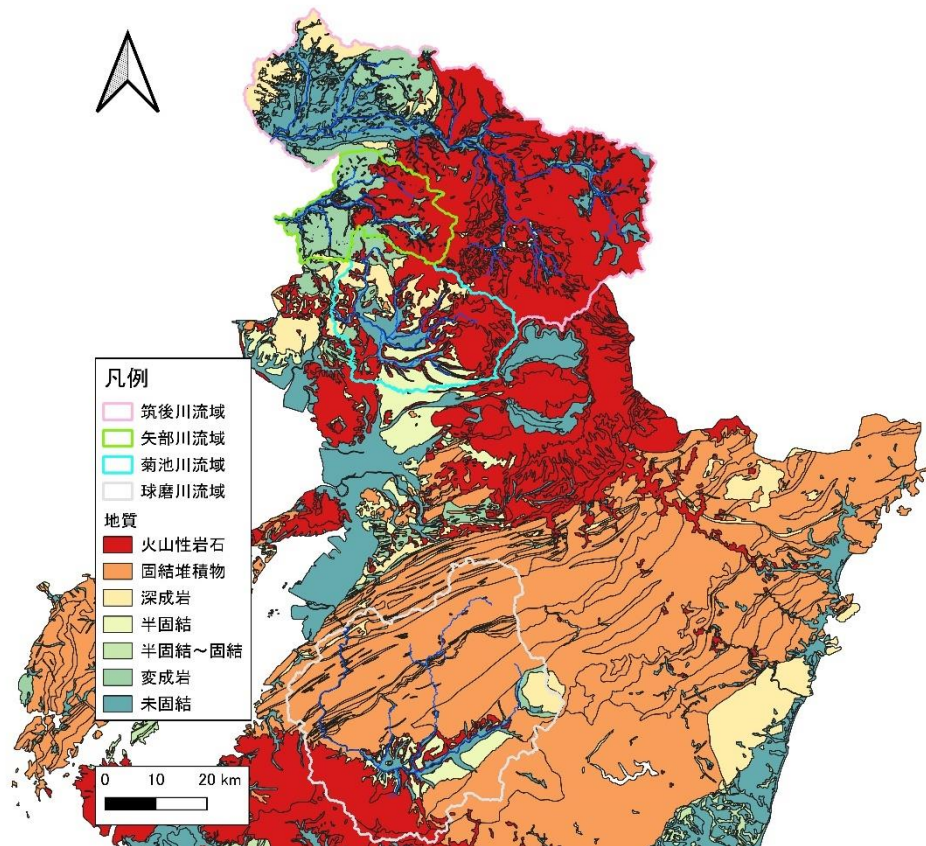 凡例
筑後川流域
矢部川流域
菊池川流域
球磨川流域
地質
火山性岩石
固結堆積物
深成岩
半固結
半固結～固結
変成岩
未固結
0 10 20 km